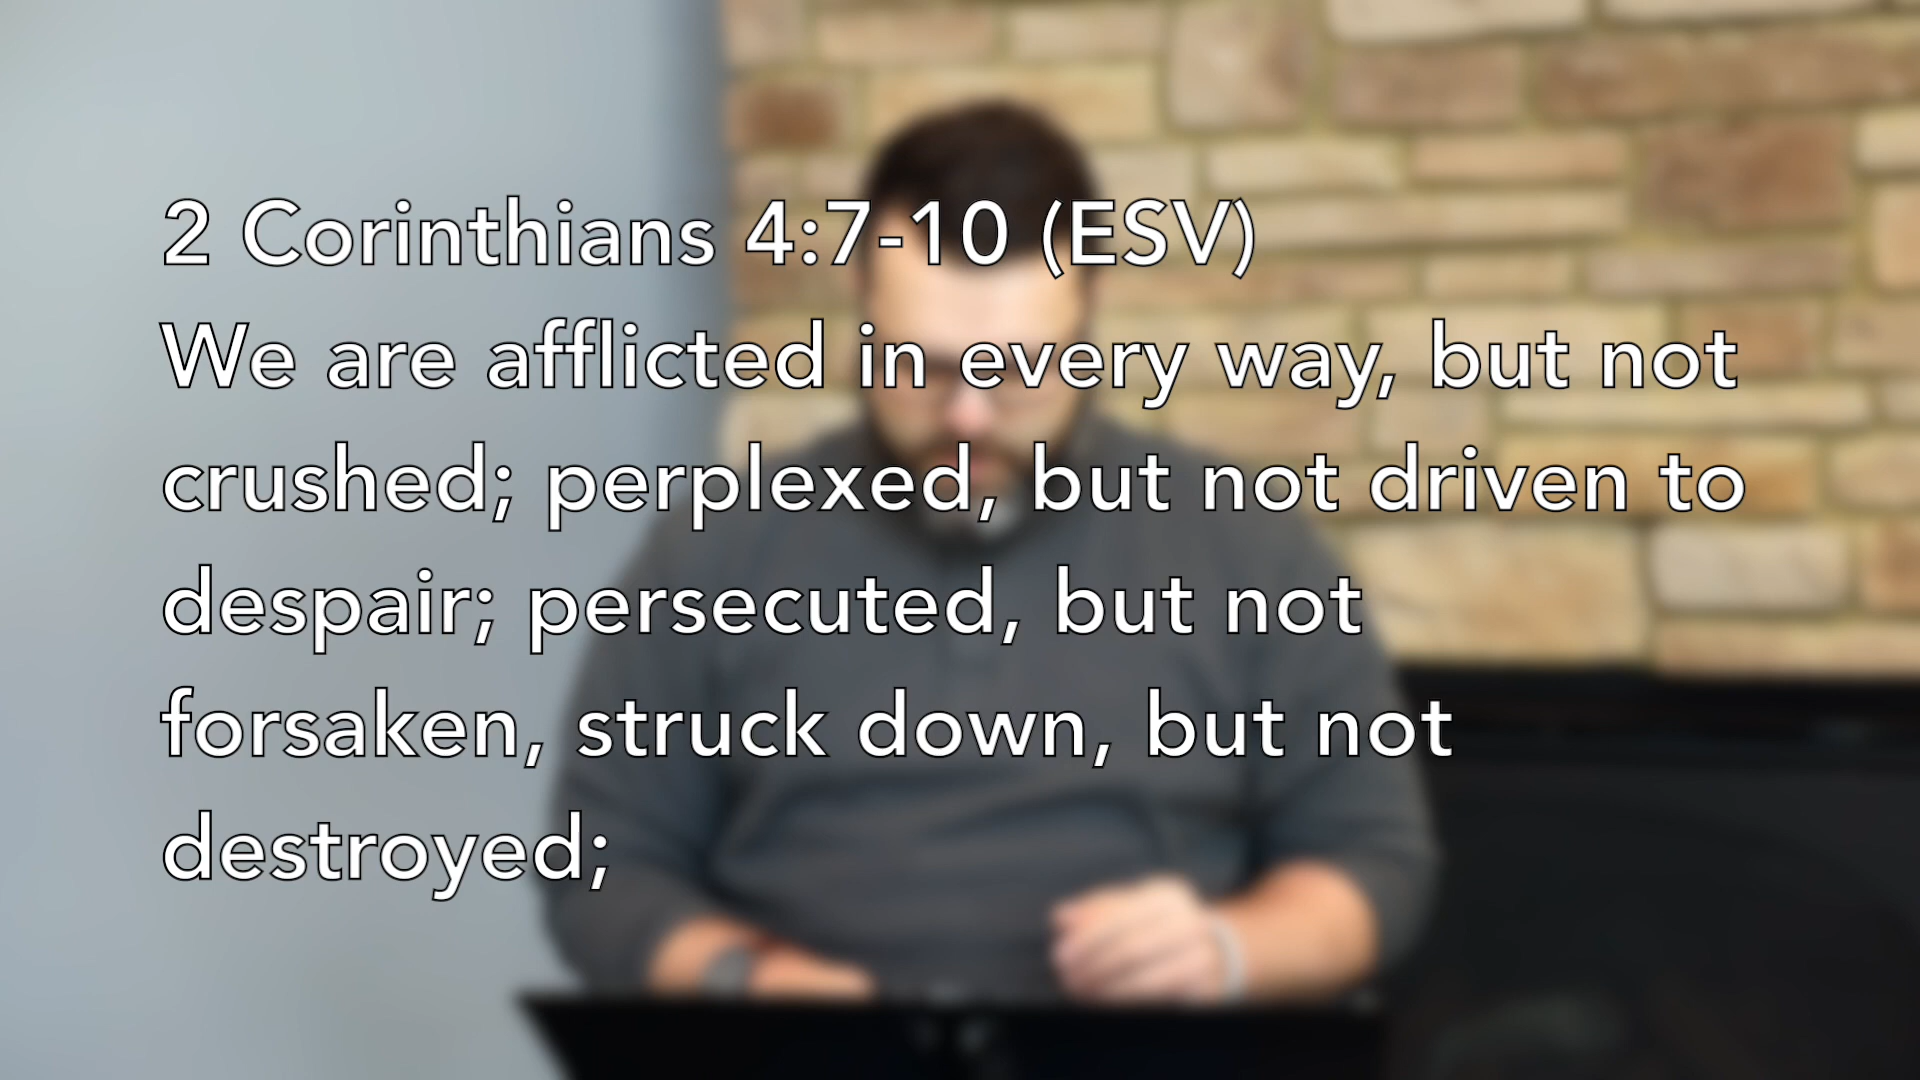 2 Corinthians 4:7-10 (ESV)
We are afflicted in every way, but not
crushed; perplexed, but not driven to
despair; persecuted, but not
forsaken, struck down, but not
destroyed;